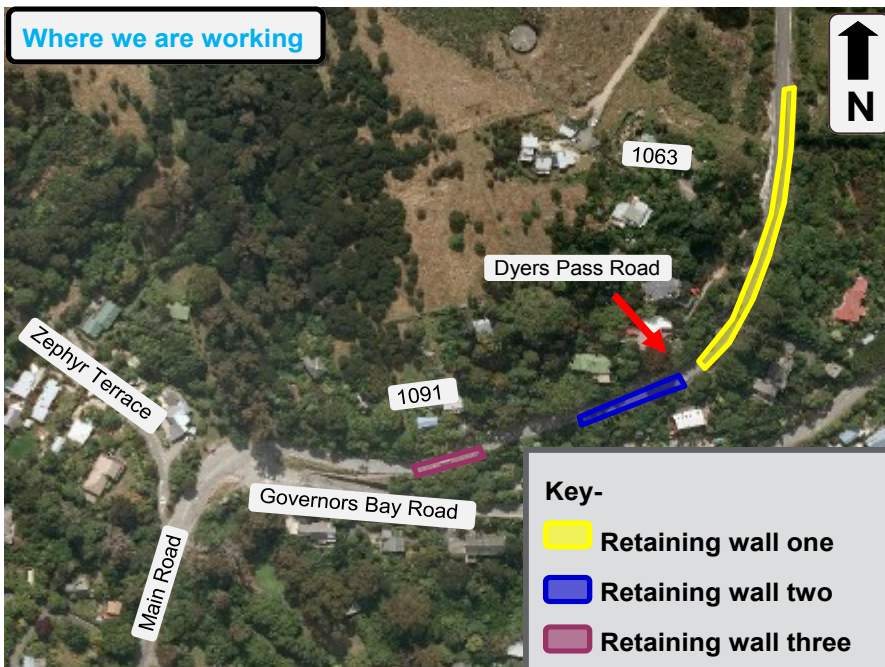 Where we are working
N
1063
Dyers Pass Road
Zephyr Terrace
1091
Governors Bay Road
Main Road
Key-
Retaining wall one
Retaining wall two
Retaining wall three